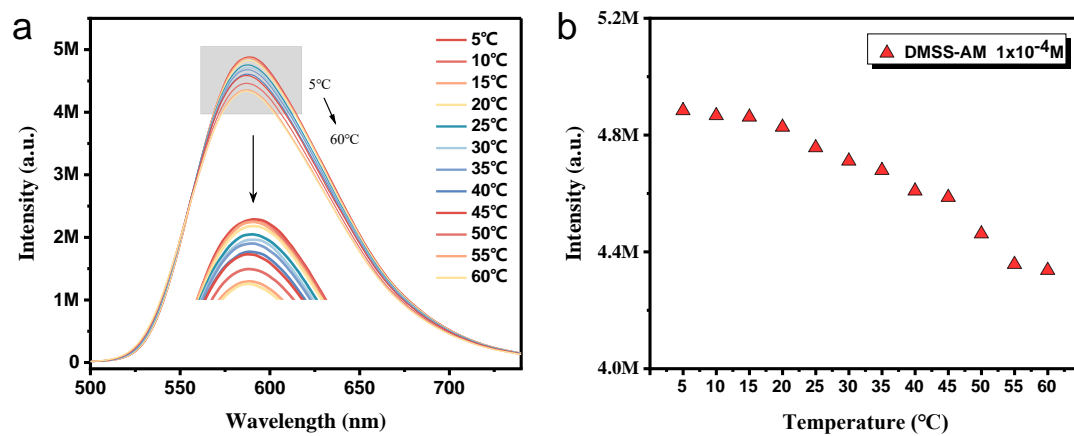 a
5M
4M
3M
2M
1M
0
Intensity (a.u.)
500
550
600
650
700
Wavelength (nm)
5℃
60℃
5℃
10℃
15℃
20℃
25℃
30℃
35℃
40℃
45℃
50℃
55℃
60℃
b
5.2M
4.8M
4.4M
4.0M
Intensity (a.u.)
5
10
15
20
25
30
35
40
45
50
55
60
Temperature (℃)
DMSS-AM 1x10⁻⁴M